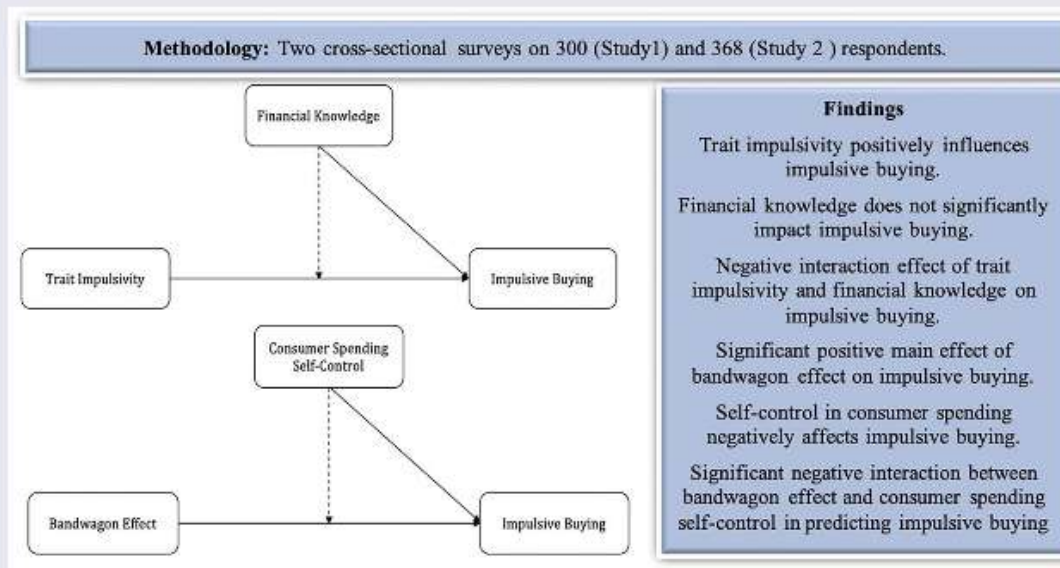 Methodology: Two cross-sectional surveys on 300 (Study1) and 368 (Study 2 ) respondents.
Financial Knowledge
Trait Impulsivity
Impulsive Buying
Consumer Spending
Self-Control
Bandwagon Effect
Impulsive Buying
Findings
Trait impulsivity positively influences
impulsive buying.
Financial knowledge does not significantly
impact impulsive buying.
Negative interaction effect of trait
impulsivity and financial knowledge on
impulsive buying.
Significant positive main effect of
bandwagon effect on impulsive buying.
Self-control in consumer spending
negatively affects impulsive buying.
Significant negative interaction between
bandwagon effect and consumer spending
self-control in predicting impulsive buying